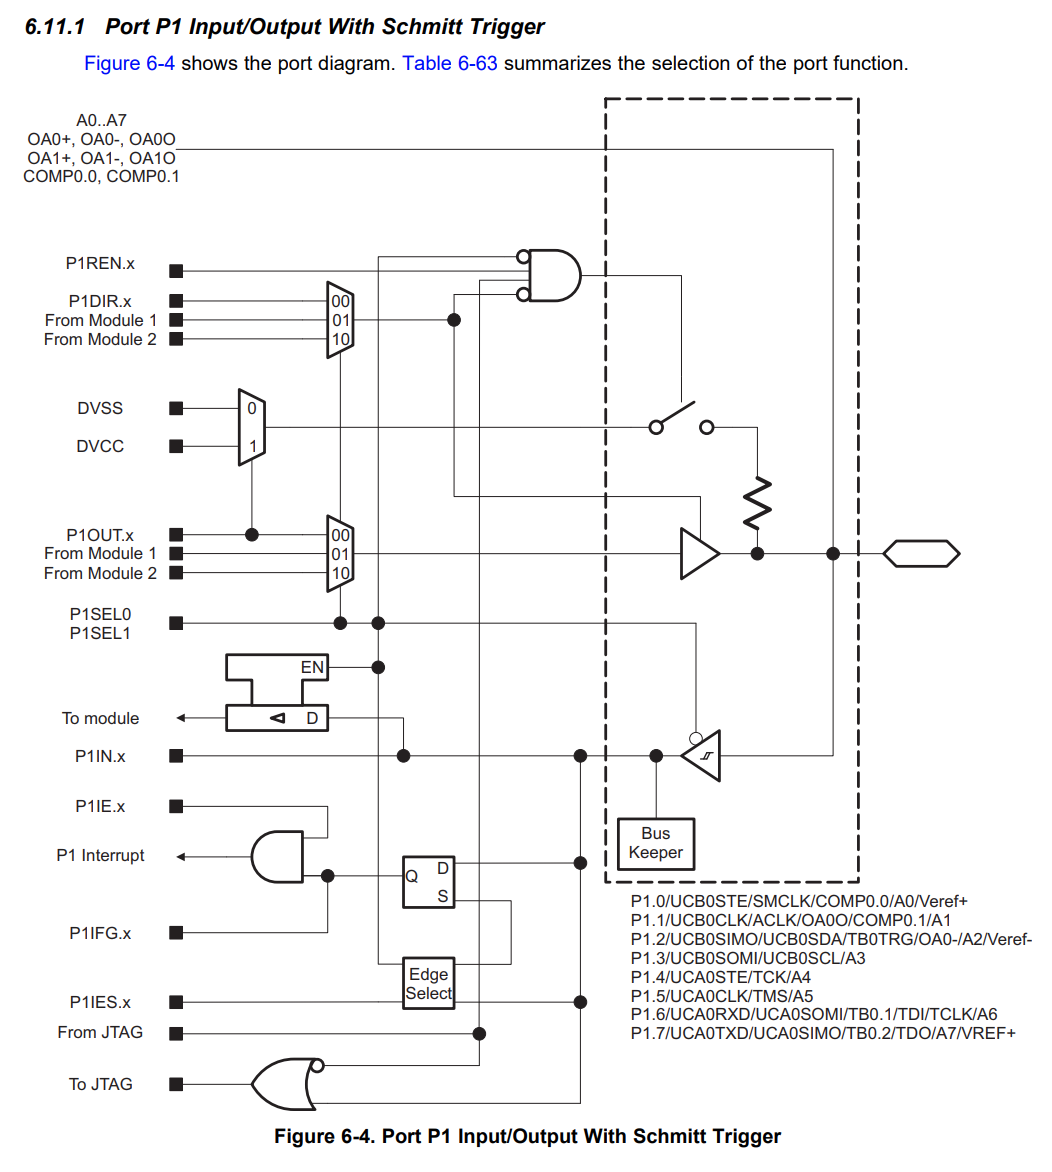 6.11.1 Port P1 Input/Output With Schmitt Trigger
Figure 6-4 shows the port diagram. Table 6-63 summarizes the selection of the port function.
A0..A7
OA0+, OA0-, OA0O
OA1+, OA1-, OA1O
COMP0.0, COMP0.1
P1REN.x
P1DIR.x
00
From Module 1
01
From Module 2
10
DVSS
0
DVCC
1
P1OUT.x
00
From Module 1
01
From Module 2
10
P1SEL0
P1SEL1
EN
To module
D
P1IN.x
P1IE.x
Bus
Keeper
P1 Interrupt
D
Q
S
P1IFG.x
Edge
Select
P1IES.x
From JTAG
To JTAG
P1.0/UCB0STE/SMCLK/COMP0.0/A0/Veref+
P1.1/UCB0CLK/ACLK/OA0O/COMP0.1/A1
P1.2/UCB0SIMO/UCB0SDA/TB0TRG/OA0-/A2/Veref-
P1.3/UCB0SOMI/UCB0SCL/A3
P1.4/UCA0STE/TCK/A4
P1.5/UCA0CLK/TMS/A5
P1.6/UCA0RXD/UCA0SOMI/TB0.1/TDI/TCLK/A6
P1.7/UCA0TXD/UCA0SIMO/TB0.2/TDO/A7/VREF+
Figure 6-4. Port P1 Input/Output With Schmitt Trigger